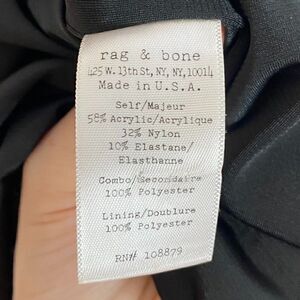 rag & bone
425 W. 13th St, NY, NY, 10014
Made in U.S.A.
Self/Majeur
58% Acrylic/Acrylique
32% Nylon
10% Elastane/
Elasthanne
Combo/Secondaire
100% Polyester
Lining/Doublure
100% Polyester
RN# 108879